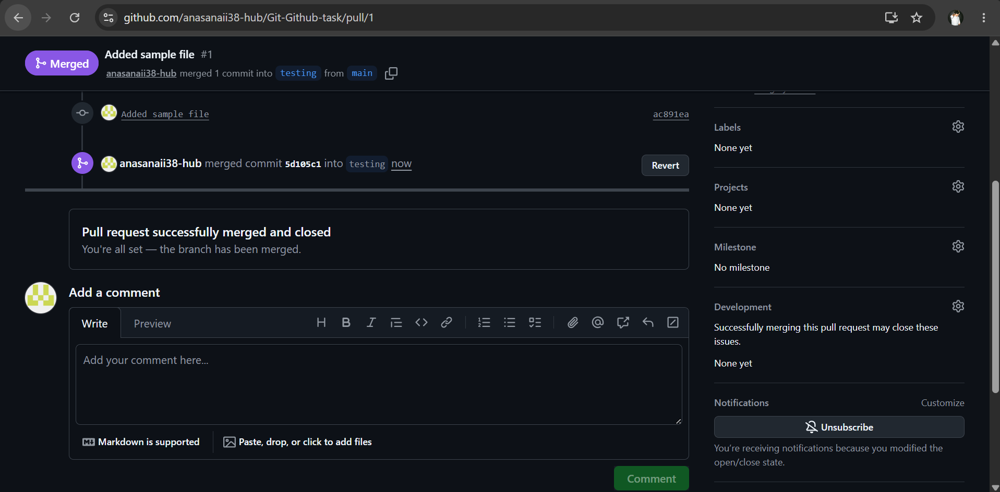 github.com/anasanaii38-hub/Git-Github-task/pull/1
Merged
Added sample file #1
anasanaii38-hub merged 1 commit into testing from main
Added sample file ac891ea
anasanaii38-hub merged commit 5d105c1 into testing now
Revert
Pull request successfully merged and closed
You're all set — the branch has been merged.
Add a comment
Write Preview
Add your comment here...
Markdown is supported
Paste, drop, or click to add files
Comment
Labels
None yet
Projects
None yet
Milestone
No milestone
Development
Successfully merging this pull request may close these
issues.
None yet
Notifications Customize
Unsubscribe
You’re receiving notifications because you modified the
open/close state.